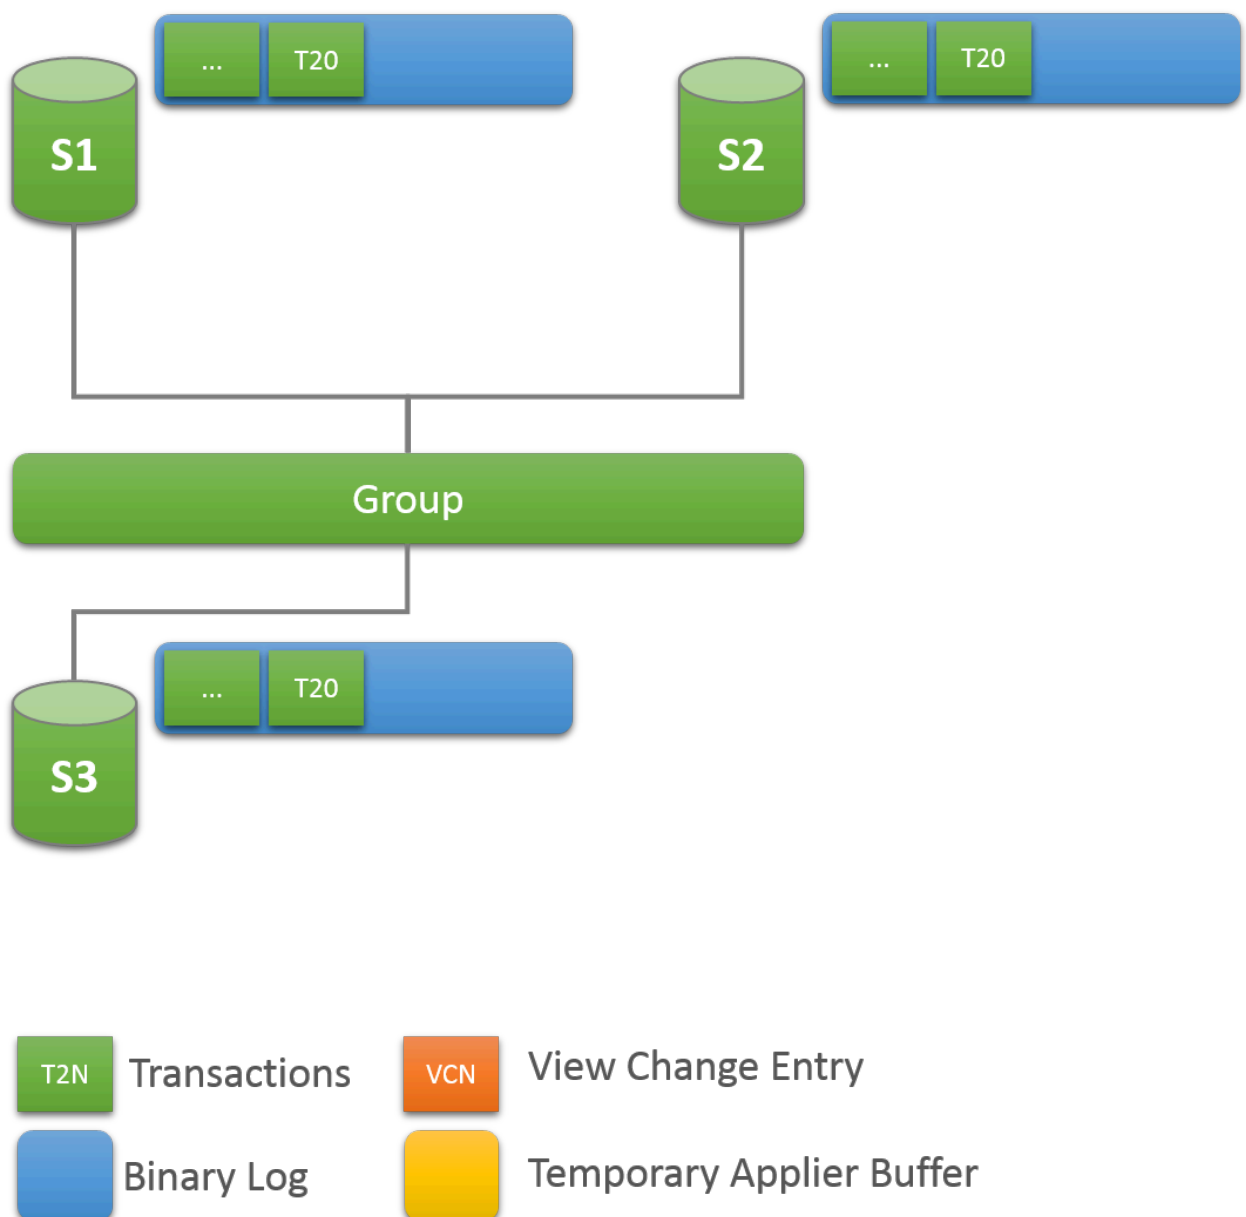 ... T20
... T20
S1
S2
Group
... T20
S3
T2N Transactions
VCN View Change Entry
Binary Log
Temporary Applier Buffer